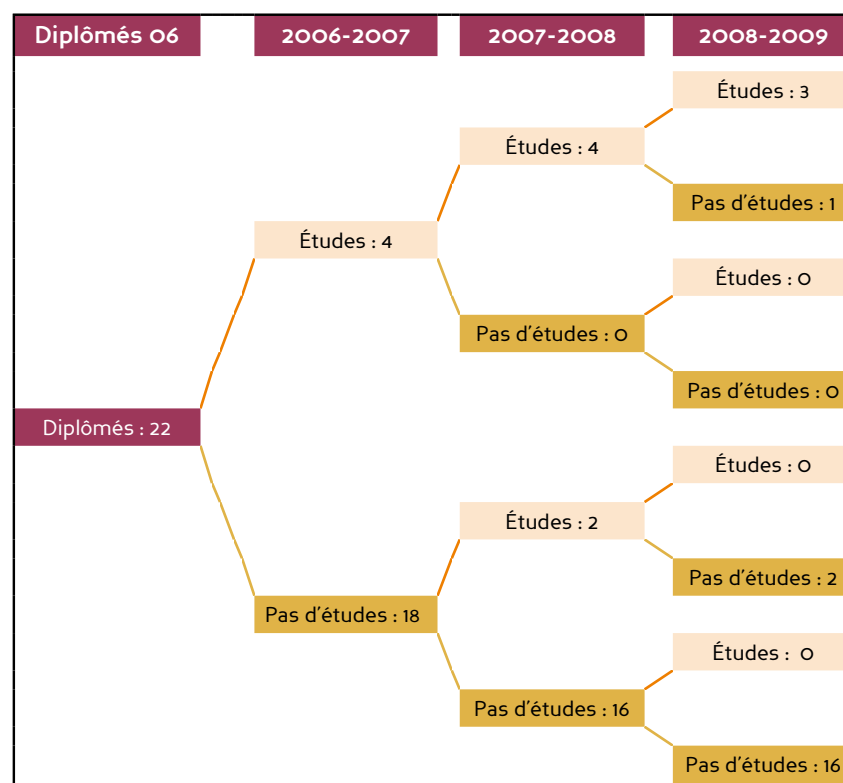 Diplômés 06 2006-2007 2007-2008 2008-2009
Études : 3
Études : 4
Pas d'études : 1
Études : 4
Études : 0
Pas d'études : 0
Pas d'études : 0
Diplômés : 22
Études : 0
Études : 2
Pas d'études : 2
Pas d'études : 18
Études : 0
Pas d'études : 16
Pas d'études : 16